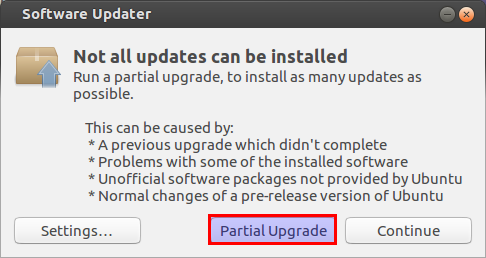 Software Updater
Not all updates can be installed
Run a partial upgrade, to install as many updates as
possible.
This can be caused by:
* A previous upgrade which didn't complete
* Problems with some of the installed software
* Unofficial software packages not provided by Ubuntu
* Normal changes of a pre-release version of Ubuntu
Settings...
Partial Upgrade
Continue